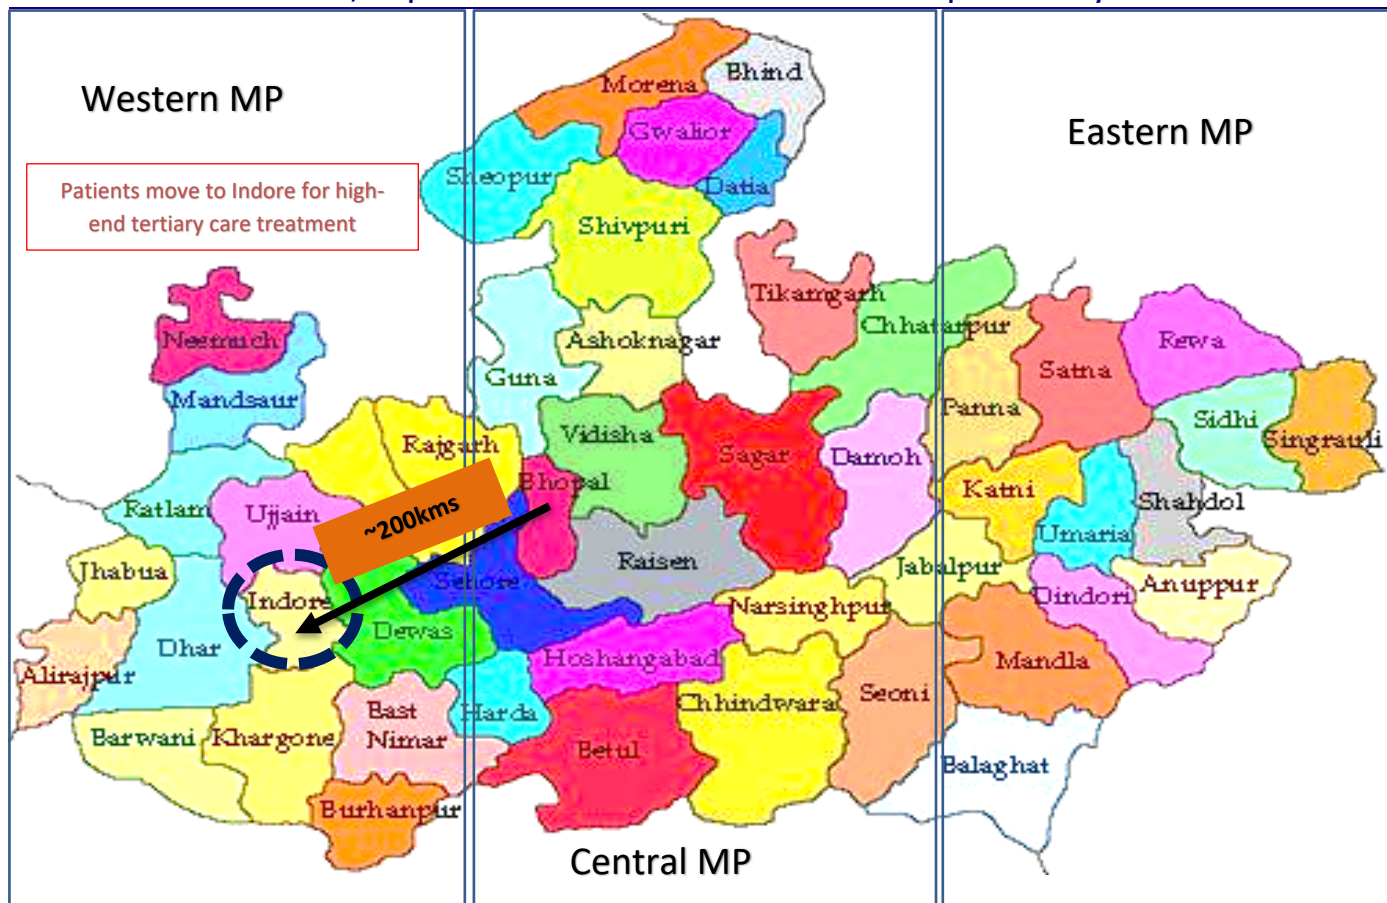 Western MP
Patients move to Indore for high-
end tertiary care treatment
Eastern MP
Central MP
~200kms
Morena
Bhind
Gwalior
Datia
Sheopur
Shivpuri
Tikamgarh
Chhatarpur
Ashoknagar
Guna
Neemuch
Mandsaur
Panna
Satna
Rewa
Sidhi
Singrauli
Rajgarh
Vidisha
Sagar
Damoh
Bhopal
Katni
Shahdol
Umaria
Ratlam
Ujjain
Jhabua
Indore
Sehore
Raisen
Jabalpur
Anuppur
Dindori
Narsinghpur
Dewas
Dhar
Alirajpur
Hoshangabad
Mandla
Seoni
Chhindwara
Harda
East
Nimar
Barwani
Khargone
Betul
Balaghat
Burhanpur